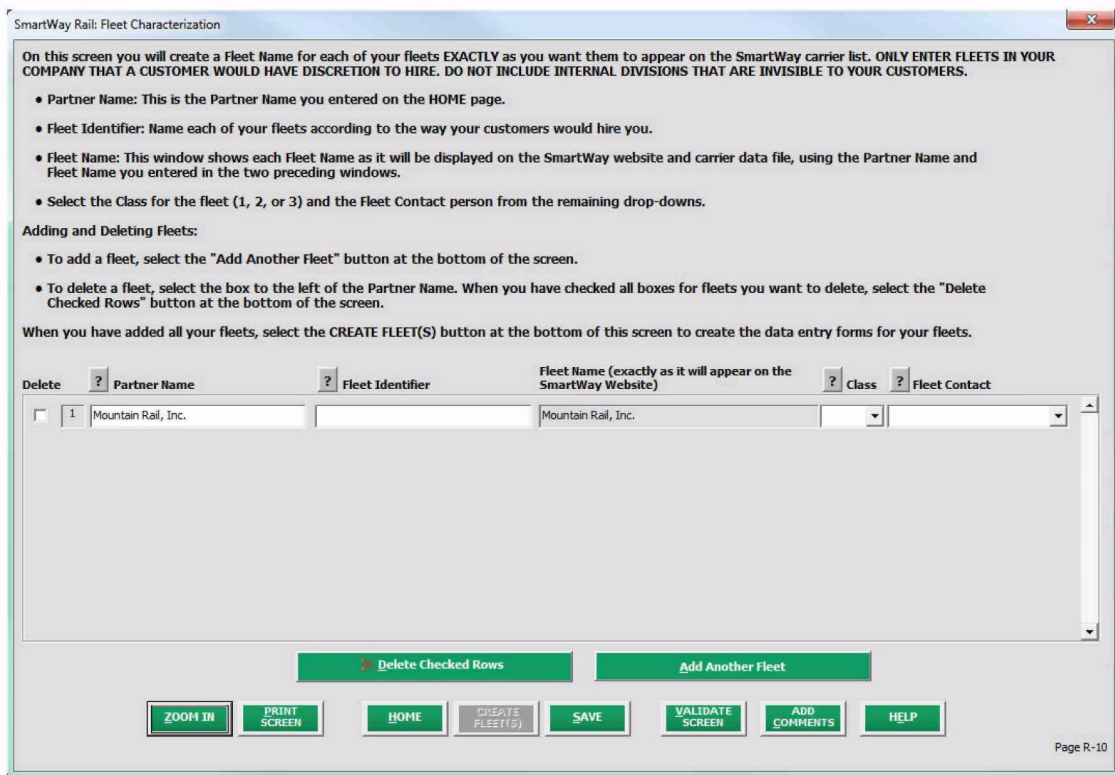 SmartWay Rail: Fleet Characterization
x
On this screen you will create a Fleet Name for each of your fleets EXACTLY as you want them to appear on the SmartWay carrier list. ONLY ENTER FLEETS IN YOUR
COMPANY THAT A CUSTOMER WOULD HAVE DISCRETION TO HIRE. DO NOT INCLUDE INTERNAL DIVISIONS THAT ARE INVISIBLE TO YOUR CUSTOMERS.
• Partner Name: This is the Partner Name you entered on the HOME page.
• Fleet Identifier: Name each of your fleets according to the way your customers would hire you.
• Fleet Name: This window shows each Fleet Name as it will be displayed on the SmartWay website and carrier data file, using the Partner Name and
Fleet Name you entered in the two preceding windows.
• Select the Class for the fleet (1, 2, or 3) and the Fleet Contact person from the remaining drop-downs.
Adding and Deleting Fleets:
• To add a fleet, select the "Add Another Fleet" button at the bottom of the screen.
• To delete a fleet, select the box to the left of the Partner Name. When you have checked all boxes for fleets you want to delete, select the "Delete
Checked Rows" button at the bottom of the screen.
When you have added all your fleets, select the CREATE FLEET(S) button at the bottom of this screen to create the data entry forms for your fleets.
Delete ? Partner Name ? Fleet Identifier Fleet Name (exactly as it will appear on the
SmartWay Website) ? Class ? Fleet Contact
1 Mountain Rail, Inc. Mountain Rail, Inc.
Delete Checked Rows Add Another Fleet
ZOOM IN PRINT SCREEN HOME CREATE FLEET(S) SAVE VALIDATE SCREEN ADD COMMENTS HELP
Page R-10